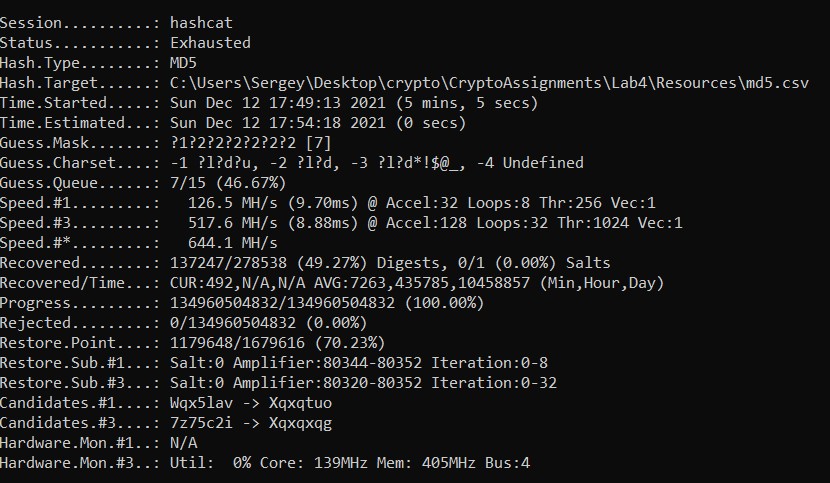 Session..........: hashcat
Status...........: Exhausted
Hash.Type........: MD5
Hash.Target......: C:\Users\Sergey\Desktop\crypto\CryptoAssignments\Lab4\Resources\md5.csv
Time.Started.....: Sun Dec 12 17:49:13 2021 (5 mins, 5 secs)
Time.Estimated...: Sun Dec 12 17:54:18 2021 (0 secs)
Guess.Mask.......: ?1?2?2?2?2?2?2 [7]
Guess.Charset....: -1 ?l?d?u, -2 ?l?d, -3 ?l?d*!$@_, -4 Undefined
Guess.Queue......: 7/15 (46.67%)
Speed.#1.........:   126.5 MH/s (9.70ms) @ Accel:32 Loops:8 Thr:256 Vec:1
Speed.#3.........:   517.6 MH/s (8.88ms) @ Accel:128 Loops:32 Thr:1024 Vec:1
Speed.#*.........:   644.1 MH/s
Recovered........: 137247/278538 (49.27%) Digests, 0/1 (0.00%) Salts
Recovered/Time...: CUR:492,N/A,N/A AVG:7263,435785,10458857 (Min,Hour,Day)
Progress.........: 134960504832/134960504832 (100.00%)
Rejected.........: 0/134960504832 (0.00%)
Restore.Point....: 1179648/1679616 (70.23%)
Restore.Sub.#1...: Salt:0 Amplifier:80344-80352 Iteration:0-8
Restore.Sub.#3...: Salt:0 Amplifier:80320-80352 Iteration:0-32
Candidates.#1....: Wqx5lav -> Xqxqtuo
Candidates.#3....: 7z75c2i -> Xqxqxqg
Hardware.Mon.#1..: N/A
Hardware.Mon.#3..: Util:  0% Core: 139MHz Mem: 405MHz Bus:4